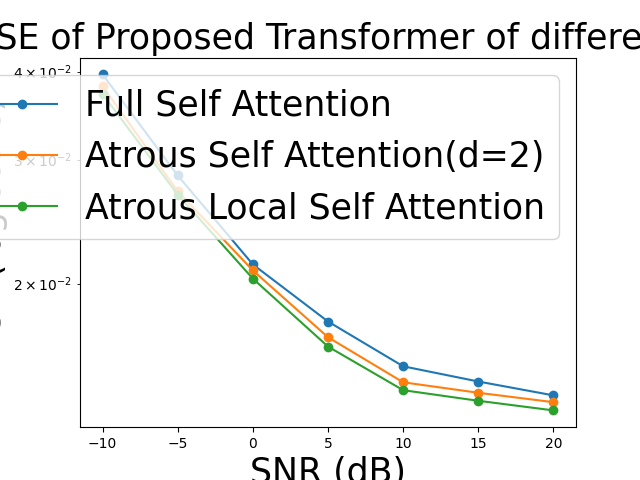 SE of Proposed Transformer of differe
4 × 10⁻²
Full Self Attention
3 × 10⁻²
Atrous Self Attention(d=2)
Atrous Local Self Attention
2 × 10⁻²
−10 −5 0 5 10 15 20
SNR (dB)